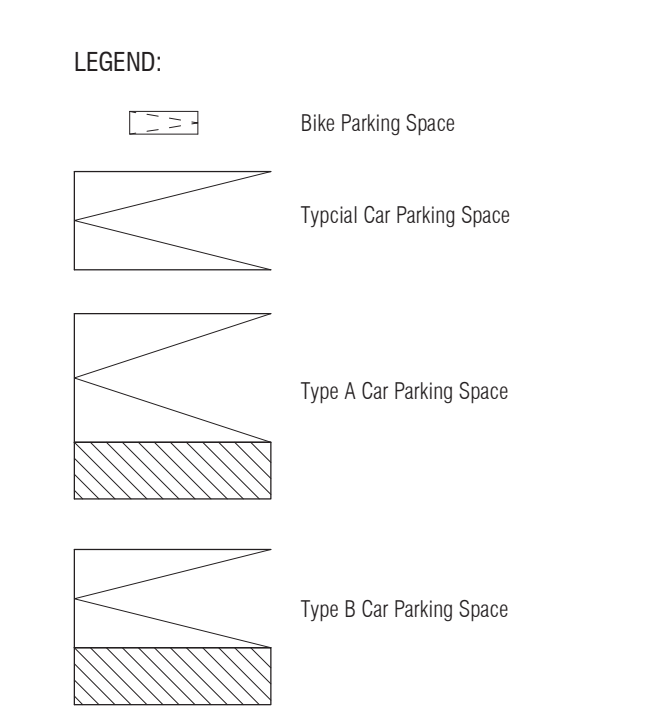 LEGEND:
Bike Parking Space
Typcial Car Parking Space
Type A Car Parking Space
Type B Car Parking Space